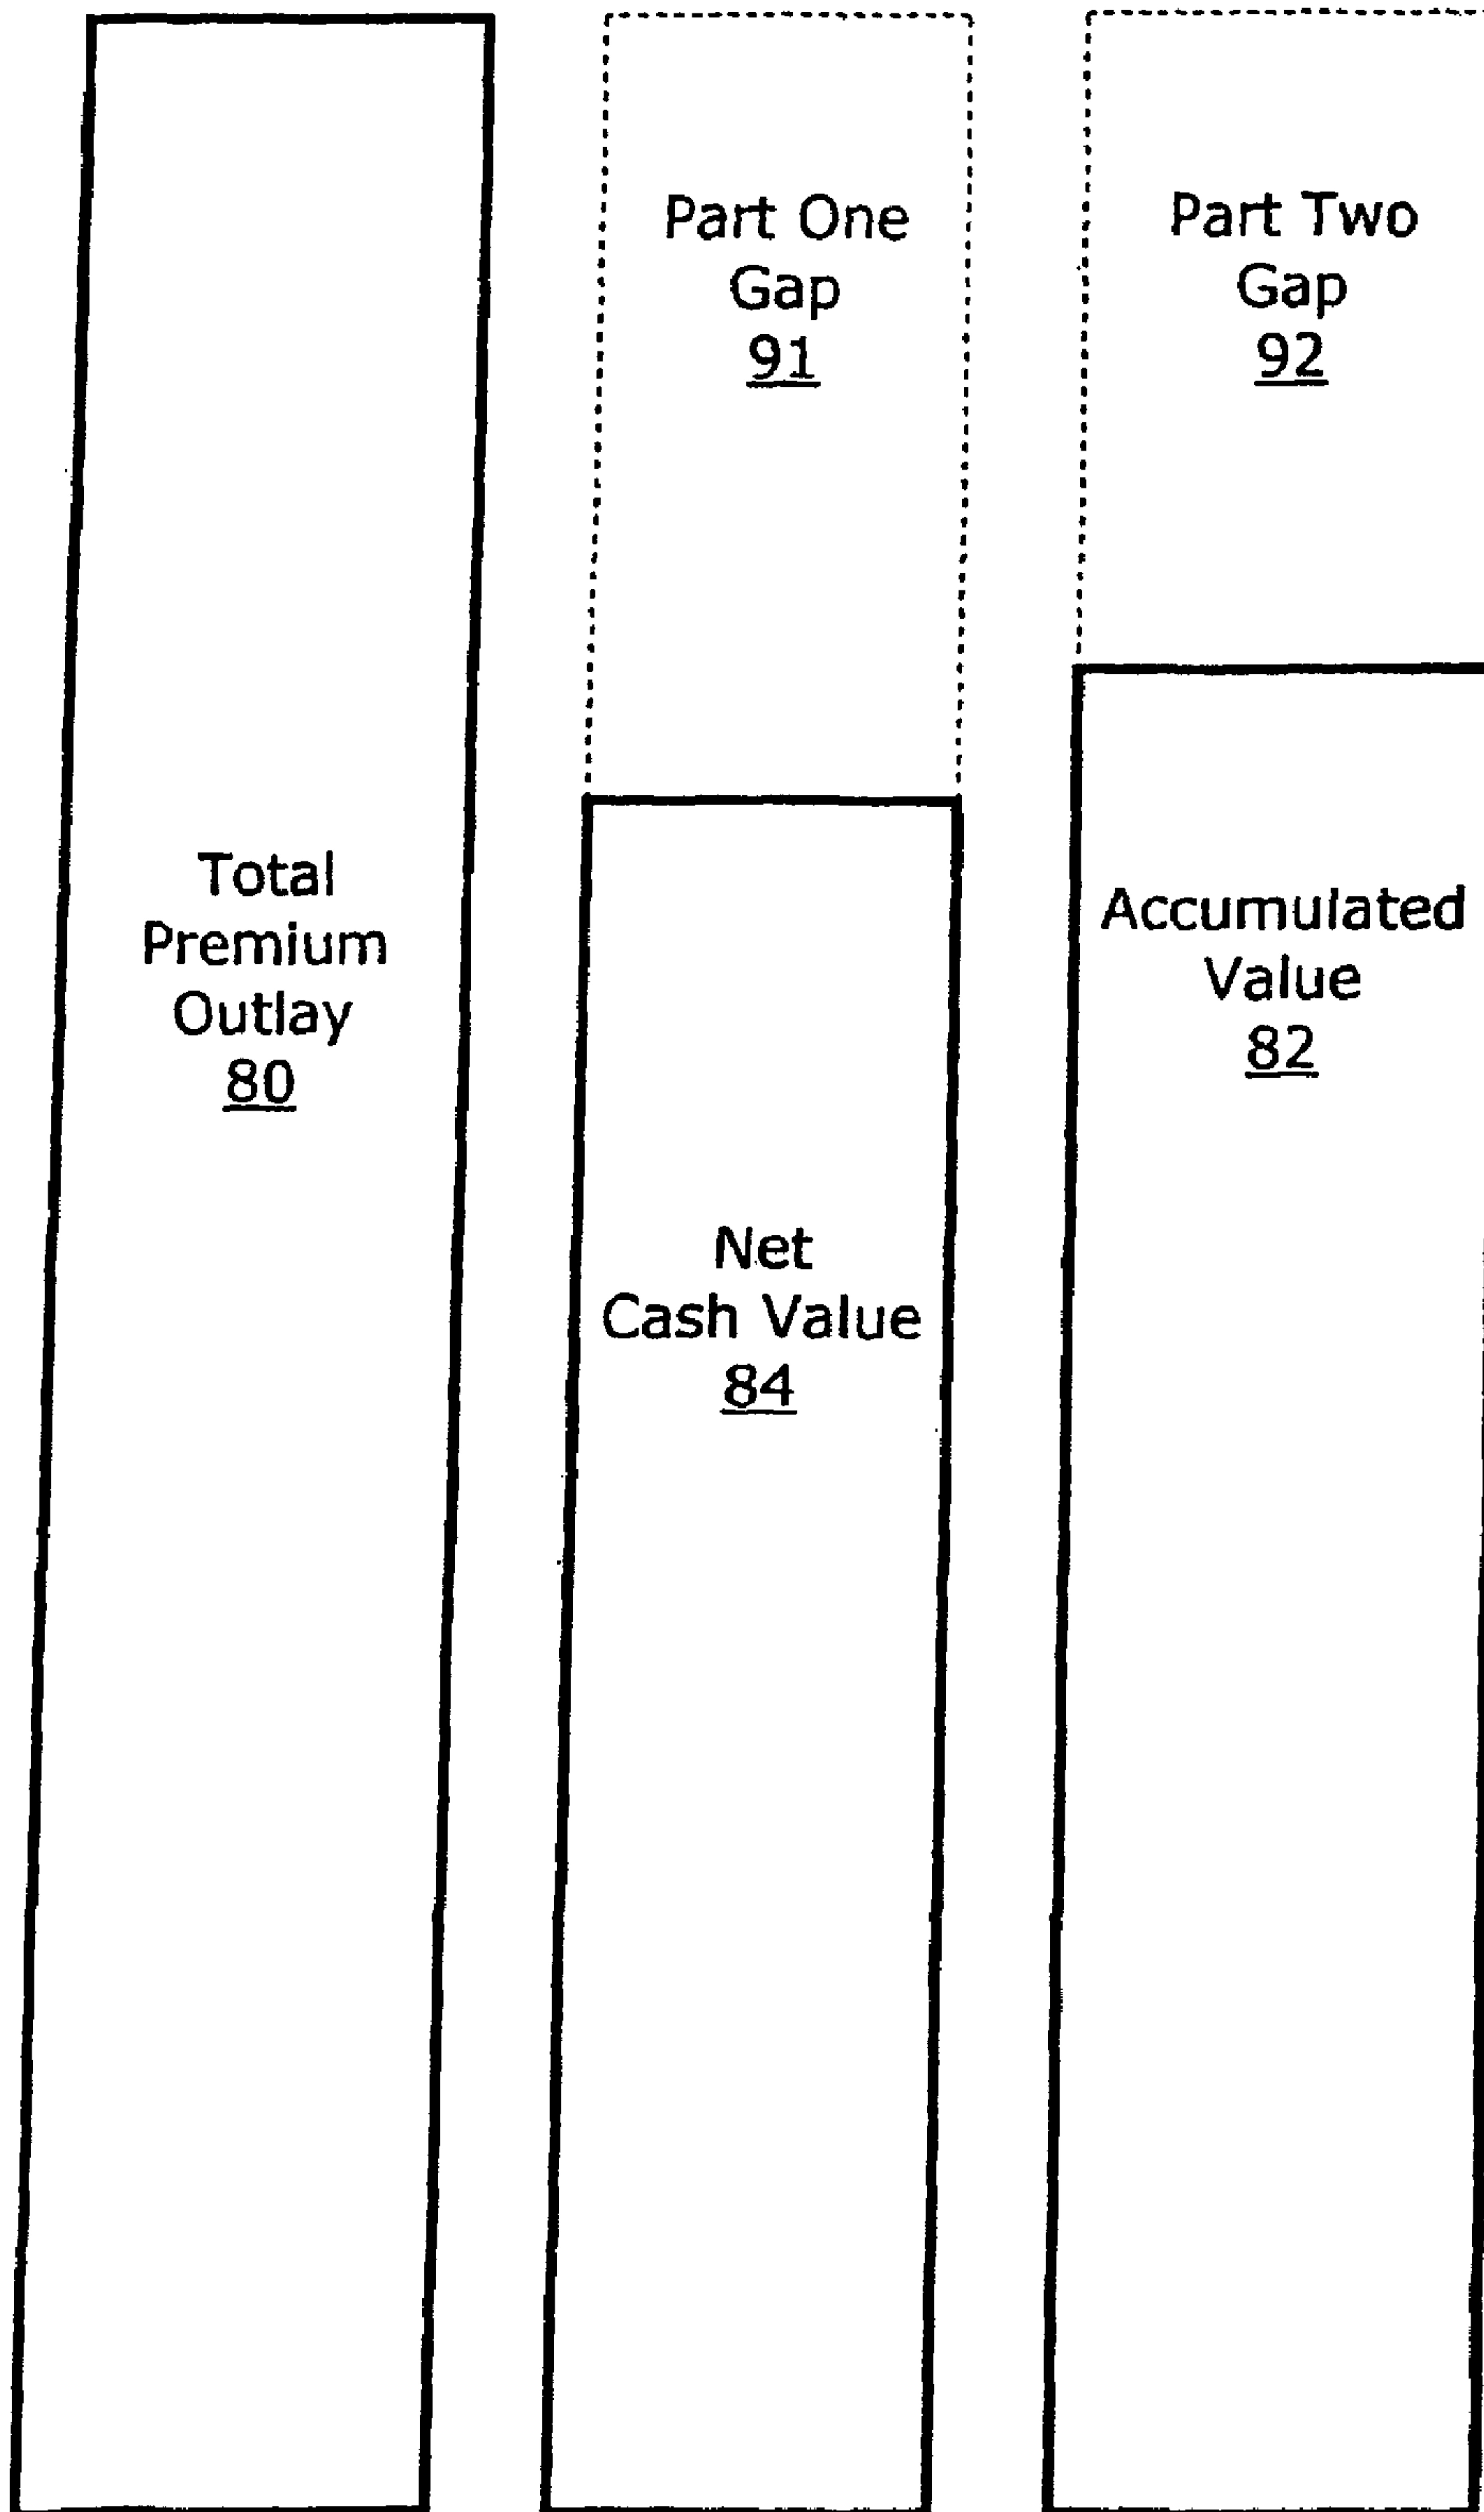 Part One
Gap
91
Part Two
Gap
92
Total
Premium
Outlay
80
Accumulated
Value
82
Net
Cash Value
84